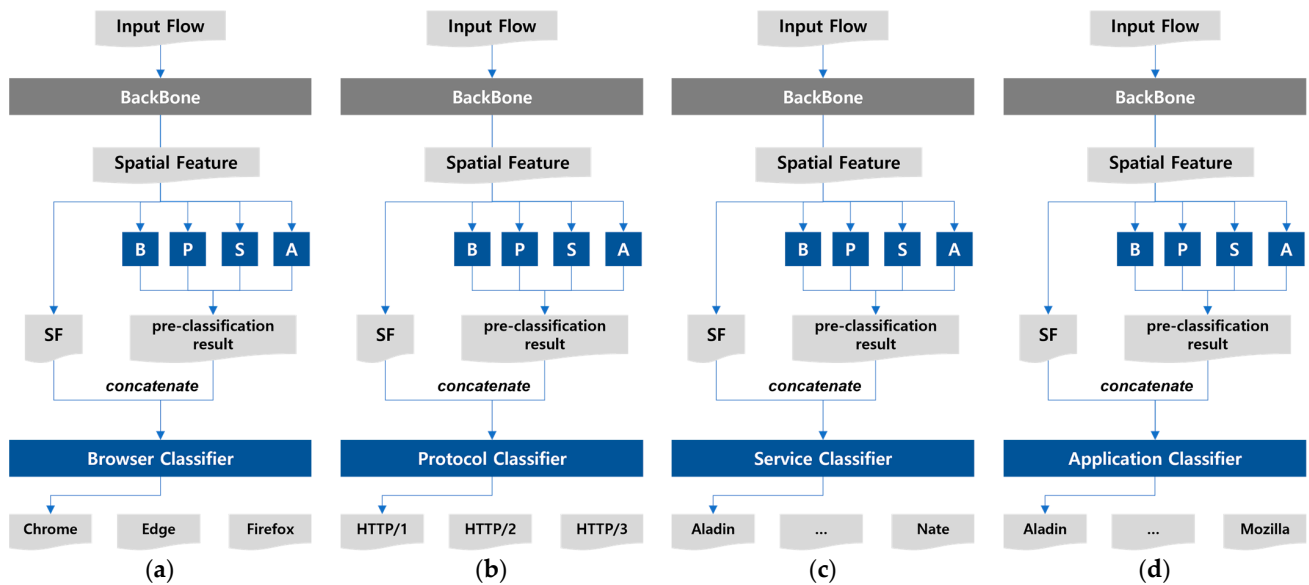 Input Flow
BackBone
Spatial Feature
B P S A
SF
pre-classification
result
concatenate
Browser Classifier
Chrome Edge Firefox
(a)
Input Flow
BackBone
Spatial Feature
B P S A
SF
pre-classification
result
concatenate
Protocol Classifier
HTTP/1 HTTP/2 HTTP/3
(b)
Input Flow
BackBone
Spatial Feature
B P S A
SF
pre-classification
result
concatenate
Service Classifier
Aladin ... Nate
(c)
Input Flow
BackBone
Spatial Feature
B P S A
SF
pre-classification
result
concatenate
Application Classifier
Aladin ... Mozilla
(d)